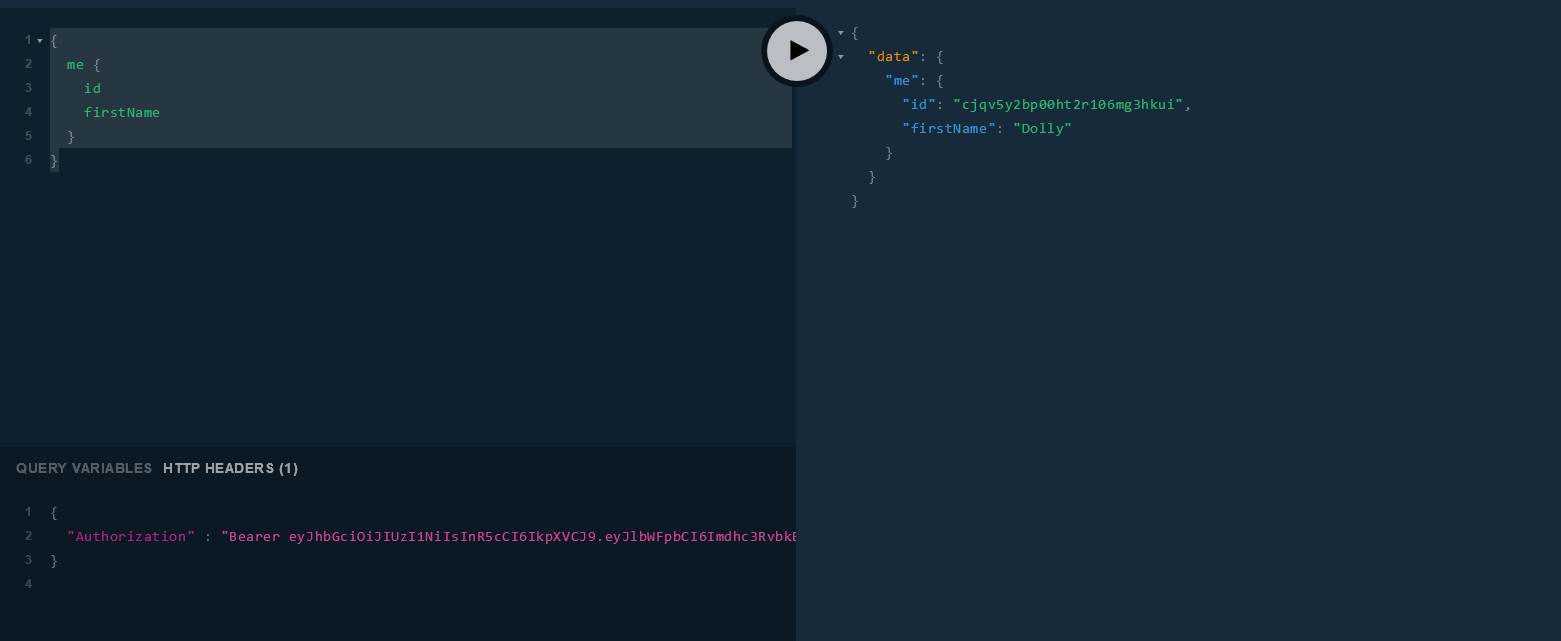 1 {
2 me {
3 id
4 firstName
5 }
6 }
{
"data": {
"me": {
"id": "cjqv5y2bp00ht2r106mg3hkui",
"firstName": "Dolly"
}
}
}
QUERY VARIABLES HTTP HEADERS (1)
1 {
2 "Authorization" : "Bearer eyJhbGciOiJIUzI1NiIsInR5cCI6IkpXVCJ9.eyJlbWFpbCI6Imdhc3RvbkE
3 }
4